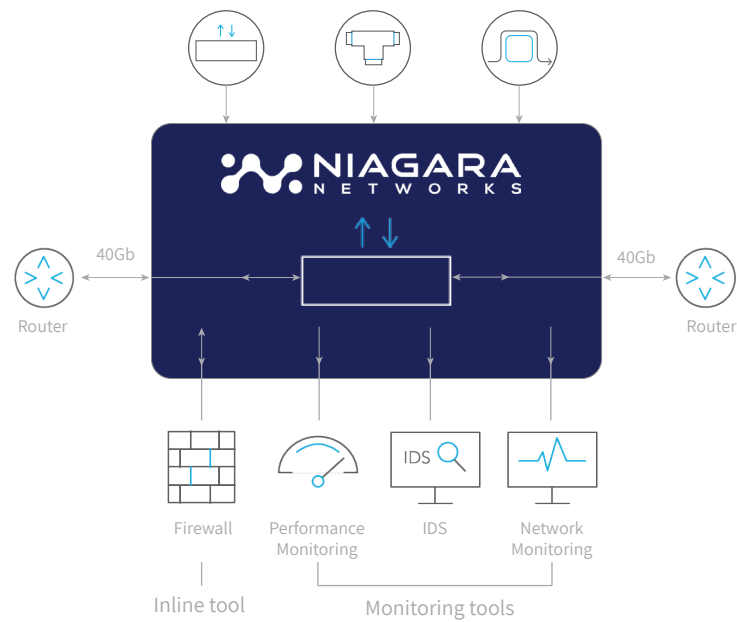 NIAGARA
NETWORKS
40Gb
40Gb
Router
Router
IDS
Firewall
Performance
Monitoring
IDS
Network
Monitoring
Inline tool
Monitoring tools